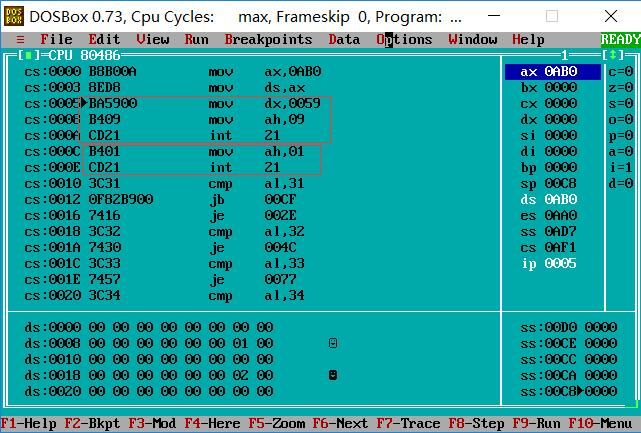 DOSBox 0.73, Cpu Cycles: max, Frameskip 0, Program: ...
≡ File Edit View Run Breakpoints Data Options Window Help READY
[■]=CPU 80486 1 [↕]
cs:0000 B8B00A mov ax,0AB0 ax 0AB0 c=0
cs:0003 8ED8 mov ds,ax bx 0000 z=0
cs:0005►BA5900 mov dx,0059 cx 0000 s=0
cs:0008 B409 mov ah,09 dx 0000 o=0
cs:000A CD21 int 21 si 0000 p=0
cs:000C B401 mov ah,01 di 0000 a=0
cs:000E CD21 int 21 bp 0000 i=1
cs:0010 3C31 cmp al,31 sp 00C8 d=0
cs:0012 0F82B900 jb 00CF ds 0AB0
cs:0016 7416 je 002E es 0AA0
cs:0018 3C32 cmp al,32 ss 0AD7
cs:001A 7430 je 004C cs 0AF1
cs:001C 3C33 cmp al,33 ip 0005
cs:001E 7457 je 0077
cs:0020 3C34 cmp al,34
ds:0000 00 00 00 00 00 00 00 00 ss:00D0 0000
ds:0008 00 00 00 00 00 00 01 00 ☺ ss:00CE 0000
ds:0010 00 00 00 00 00 00 00 00 ss:00CC 0000
ds:0018 00 00 00 00 00 00 02 00 ☻ ss:00CA 0000
ds:0020 00 00 00 00 00 00 00 00 ss:00C8►0000
F1-Help F2-Bkpt F3-Mod F4-Here F5-Zoom F6-Next F7-Trace F8-Step F9-Run F10-Menu